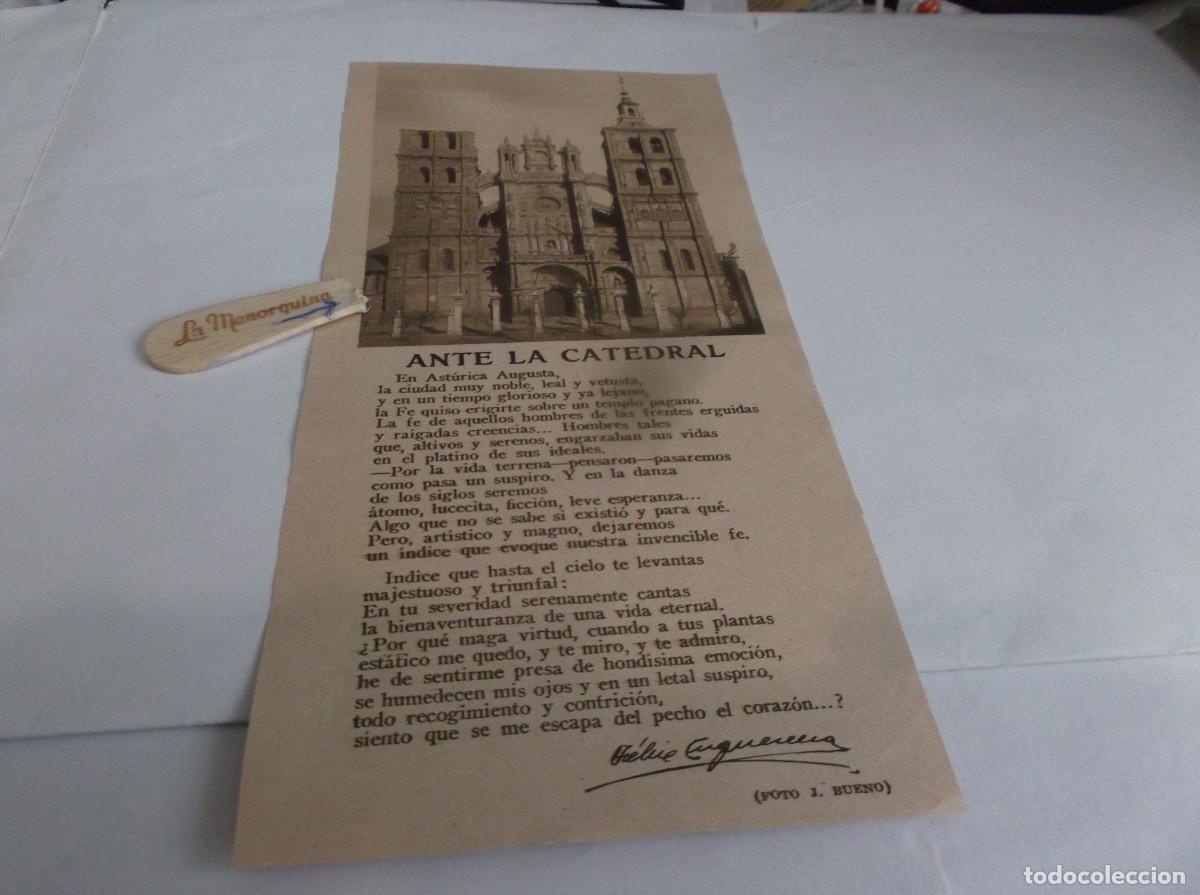 La Menorquina
ANTE LA CATEDRAL
En Astúrica Augusta,
la ciudad muy noble, leal y vetusta,
y en un tiempo glorioso y ya lejano,
la Fe quiso erigirte sobre un templo pagano.
La fe de aquellos hombres de las frentes erguidas
y raigadas creencias... Hombres tales
que, altivos y serenos, engarzaban sus vidas
en el platino de sus ideales.
—Por la vida terrena—pensaron—pasaremos
como pasa un suspiro. Y en la danza
de los siglos seremos
átomo, lucecita, ficción, leve esperanza...
Algo que no se sabe si existió y para qué.
Pero, artístico y magno, dejaremos
un índice que evoque nuestra invencible fe.
Indice que hasta el cielo te levantas
majestuoso y triunfal:
En tu severidad serenamente cantas
la bienaventuranza de una vida eternal.
¿Por qué maga virtud, cuando a tus plantas
estático me quedo, y te miro, y te admiro,
he de sentirme presa de hondísima emoción,
se humedecen mis ojos y en un letal suspiro,
todo recogimiento y contrición,
siento que se me escapa del pecho el corazón...?
(FOTO J. BUENO)
todocoleccion